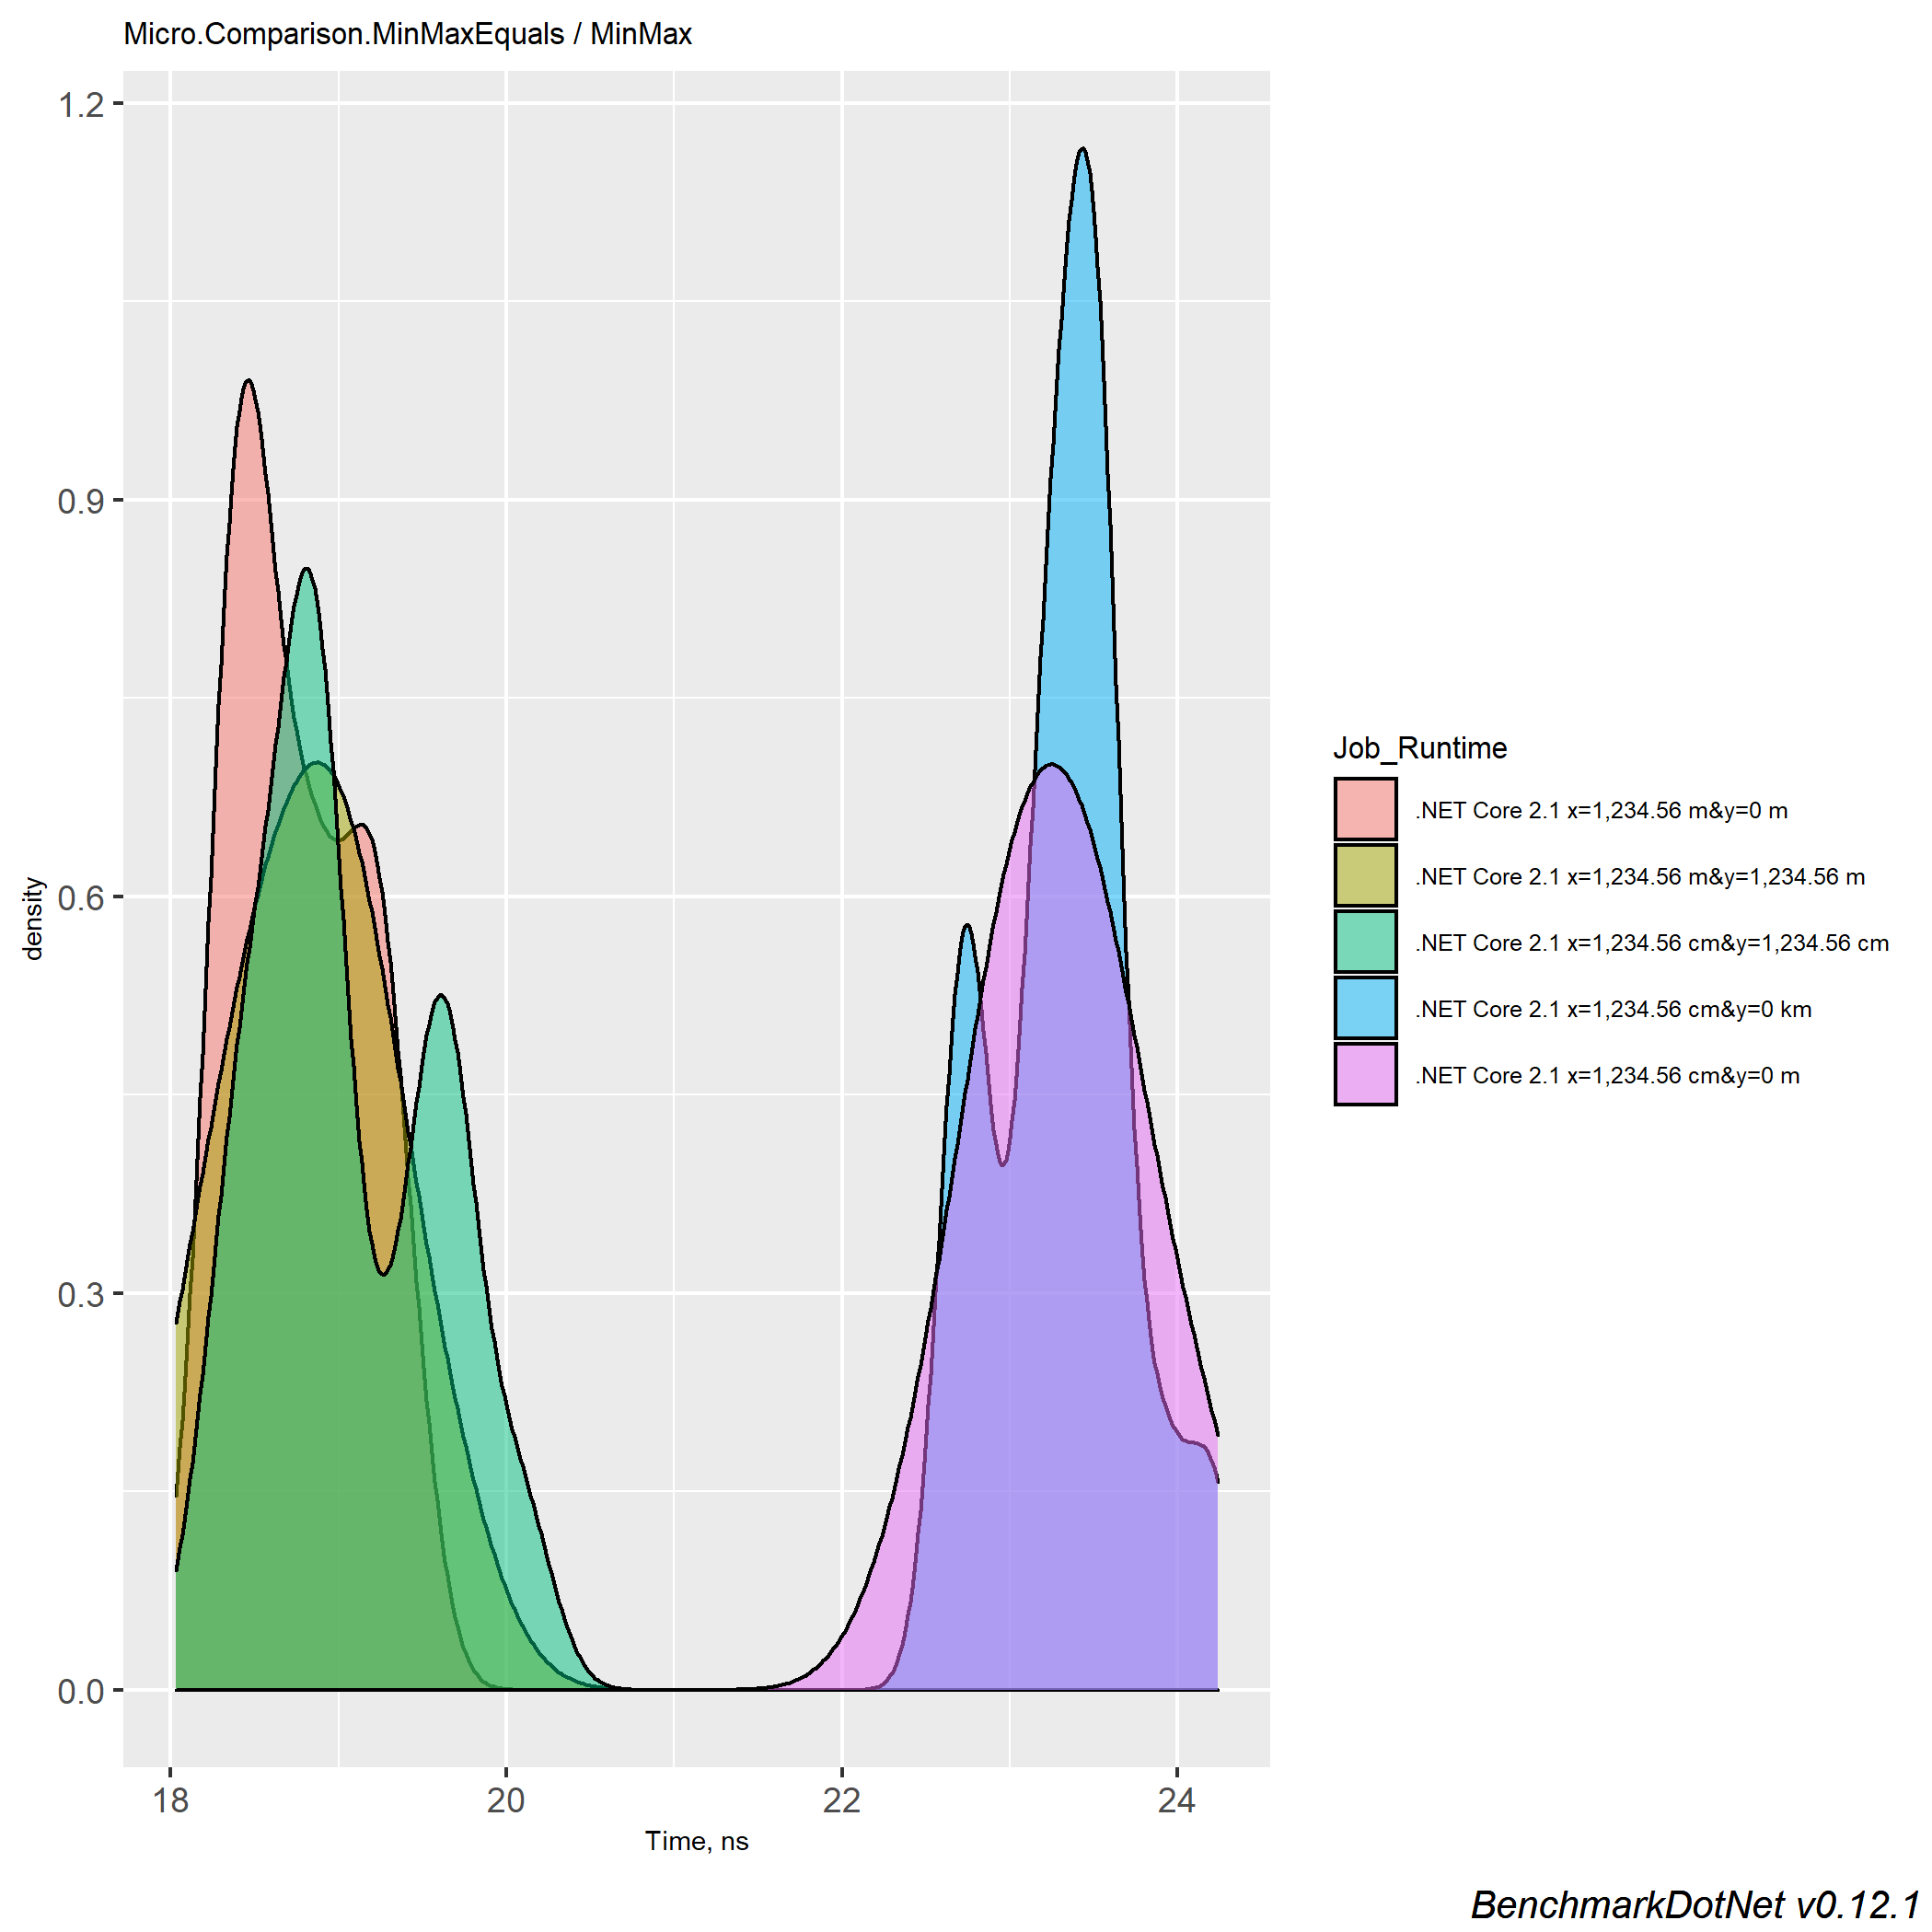 Micro.Comparison.MinMaxEquals / MinMax
1.2
0.9
0.6
0.3
0.0
density
18 20 22 24
Time, ns
Job_Runtime
.NET Core 2.1 x=1,234.56 m&y=0 m
.NET Core 2.1 x=1,234.56 m&y=1,234.56 m
.NET Core 2.1 x=1,234.56 cm&y=1,234.56 cm
.NET Core 2.1 x=1,234.56 cm&y=0 km
.NET Core 2.1 x=1,234.56 cm&y=0 m
BenchmarkDotNet v0.12.1